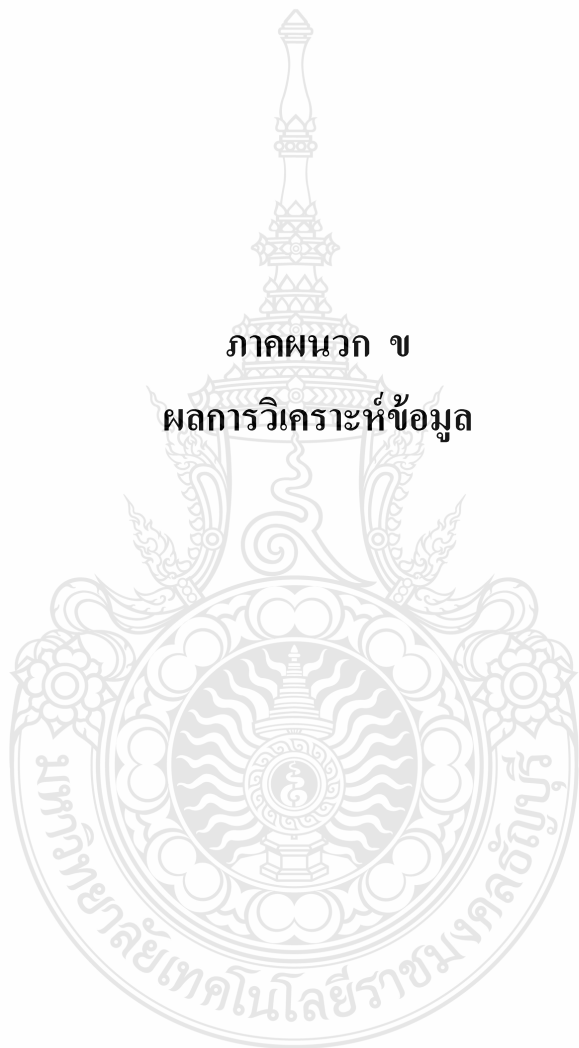 ภาคผนวก ข
ผลการวิเคราะห์ข้อมูล
มหาวิทยาลัยเทคโนโลยีราชมงคลธัญบุรี